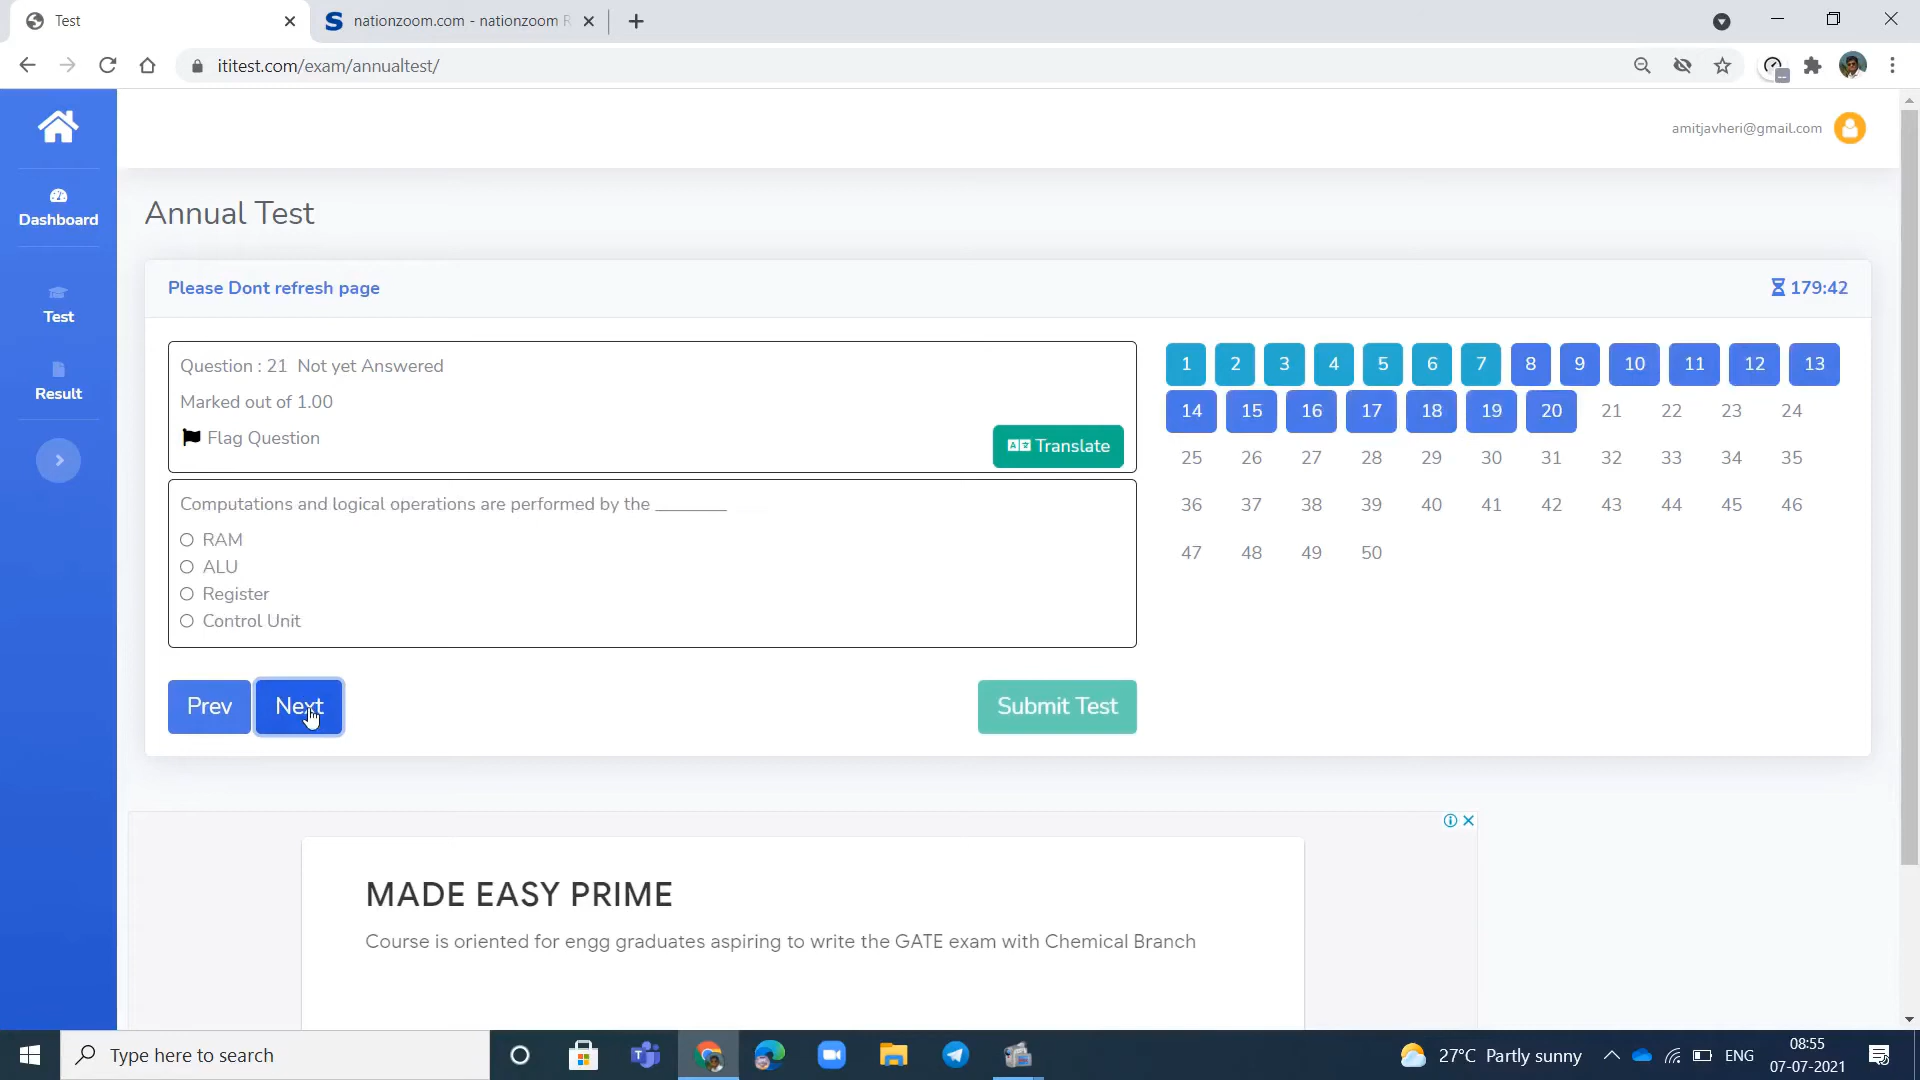 Test
nationzoom.com - nationzoom
ititest.com/exam/annualtest/
amitjavheri@gmail.com
Dashboard
Test
Result
Annual Test
Please Dont refresh page
179:42
Question : 21 Not yet Answered
Marked out of 1.00
Flag Question
Translate
Computations and logical operations are performed by the ________
RAM
ALU
Register
Control Unit
Prev
Next
Submit Test
1 2 3 4 5 6 7 8 9 10 11 12 13
14 15 16 17 18 19 20 21 22 23 24
25 26 27 28 29 30 31 32 33 34 35
36 37 38 39 40 41 42 43 44 45 46
47 48 49 50
MADE EASY PRIME
Course is oriented for engg graduates aspiring to write the GATE exam with Chemical Branch
Type here to search
27°C Partly sunny
ENG
08:55
07-07-2021